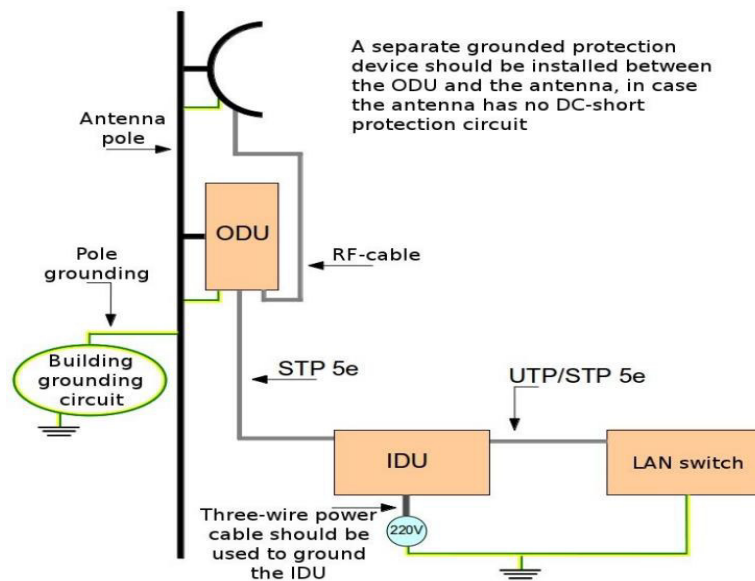 A separate grounded protection
device should be installed between
the ODU and the antenna, in case
the antenna has no DC-short
protection circuit
Antenna
pole
ODU
Pole
grounding
RF-cable
Building
grounding
circuit
STP 5e
UTP/STP 5e
IDU
LAN switch
Three-wire power
cable should be
used to ground
the IDU
220V